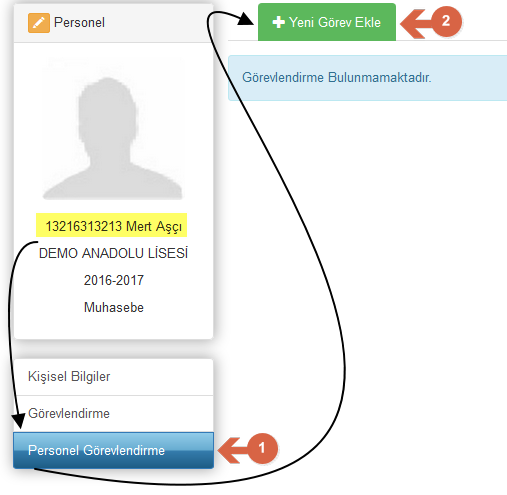 Personel
13216313213 Mert Aşçı
DEMO ANADOLU LİSESİ
2016-2017
Muhasebe
Kişisel Bilgiler
Görevlendirme
Personel Görevlendirme
1
Yeni Görev Ekle
2
Görevlendirme Bulunmamaktadır.